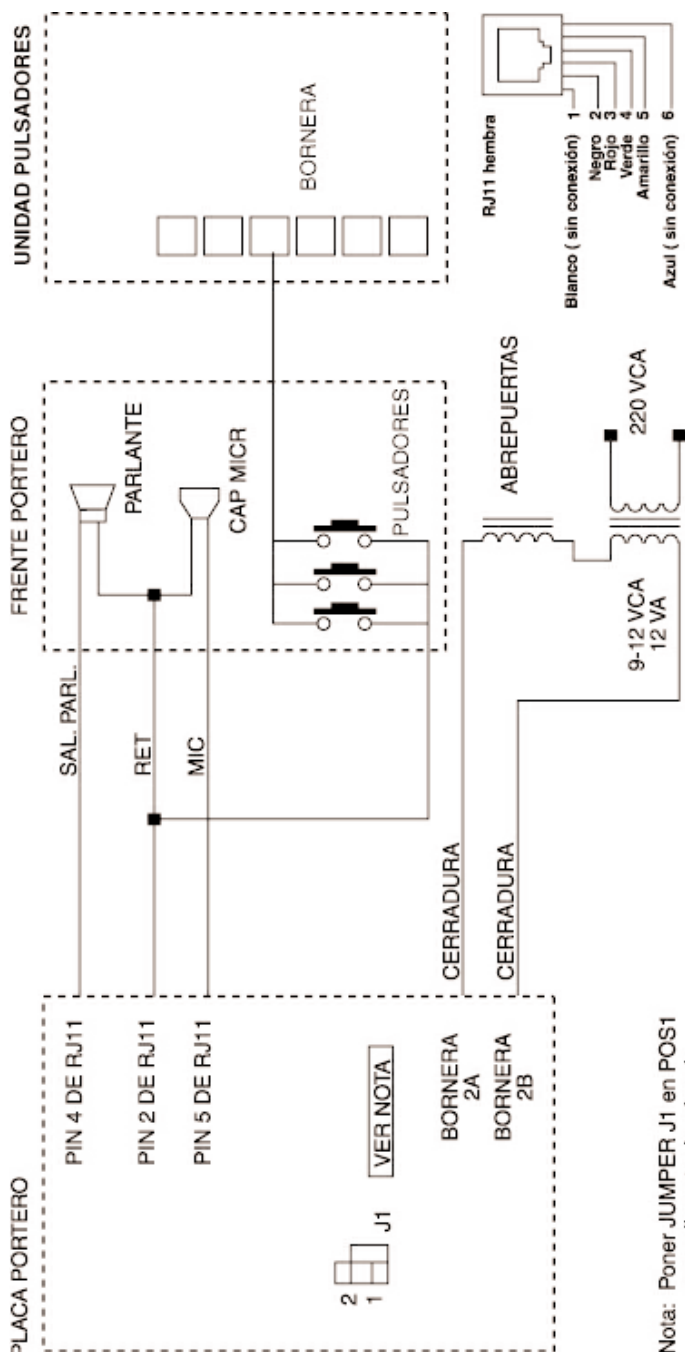 PLACA PORTERO
PIN 4 DE RJ11
PIN 2 DE RJ11
PIN 5 DE RJ11
2
1
J1
VER NOTA
BORNERA
2A
BORNERA
2B
Nota: Poner JUMPER J1 en POS1
SAL. PARL.
RET
MIC
CERRADURA
CERRADURA
FRENTE PORTERO
PARLANTE
CAP MICR
PULSADORES
ABREPUERTAS
9-12 VCA
12 VA
220 VCA
UNIDAD PULSADORES
BORNERA
RJ11 hembra
Blanco ( sin conexión) 1
Negro 2
Rojo 3
Verde 4
Amarillo 5
Azul ( sin conexión) 6